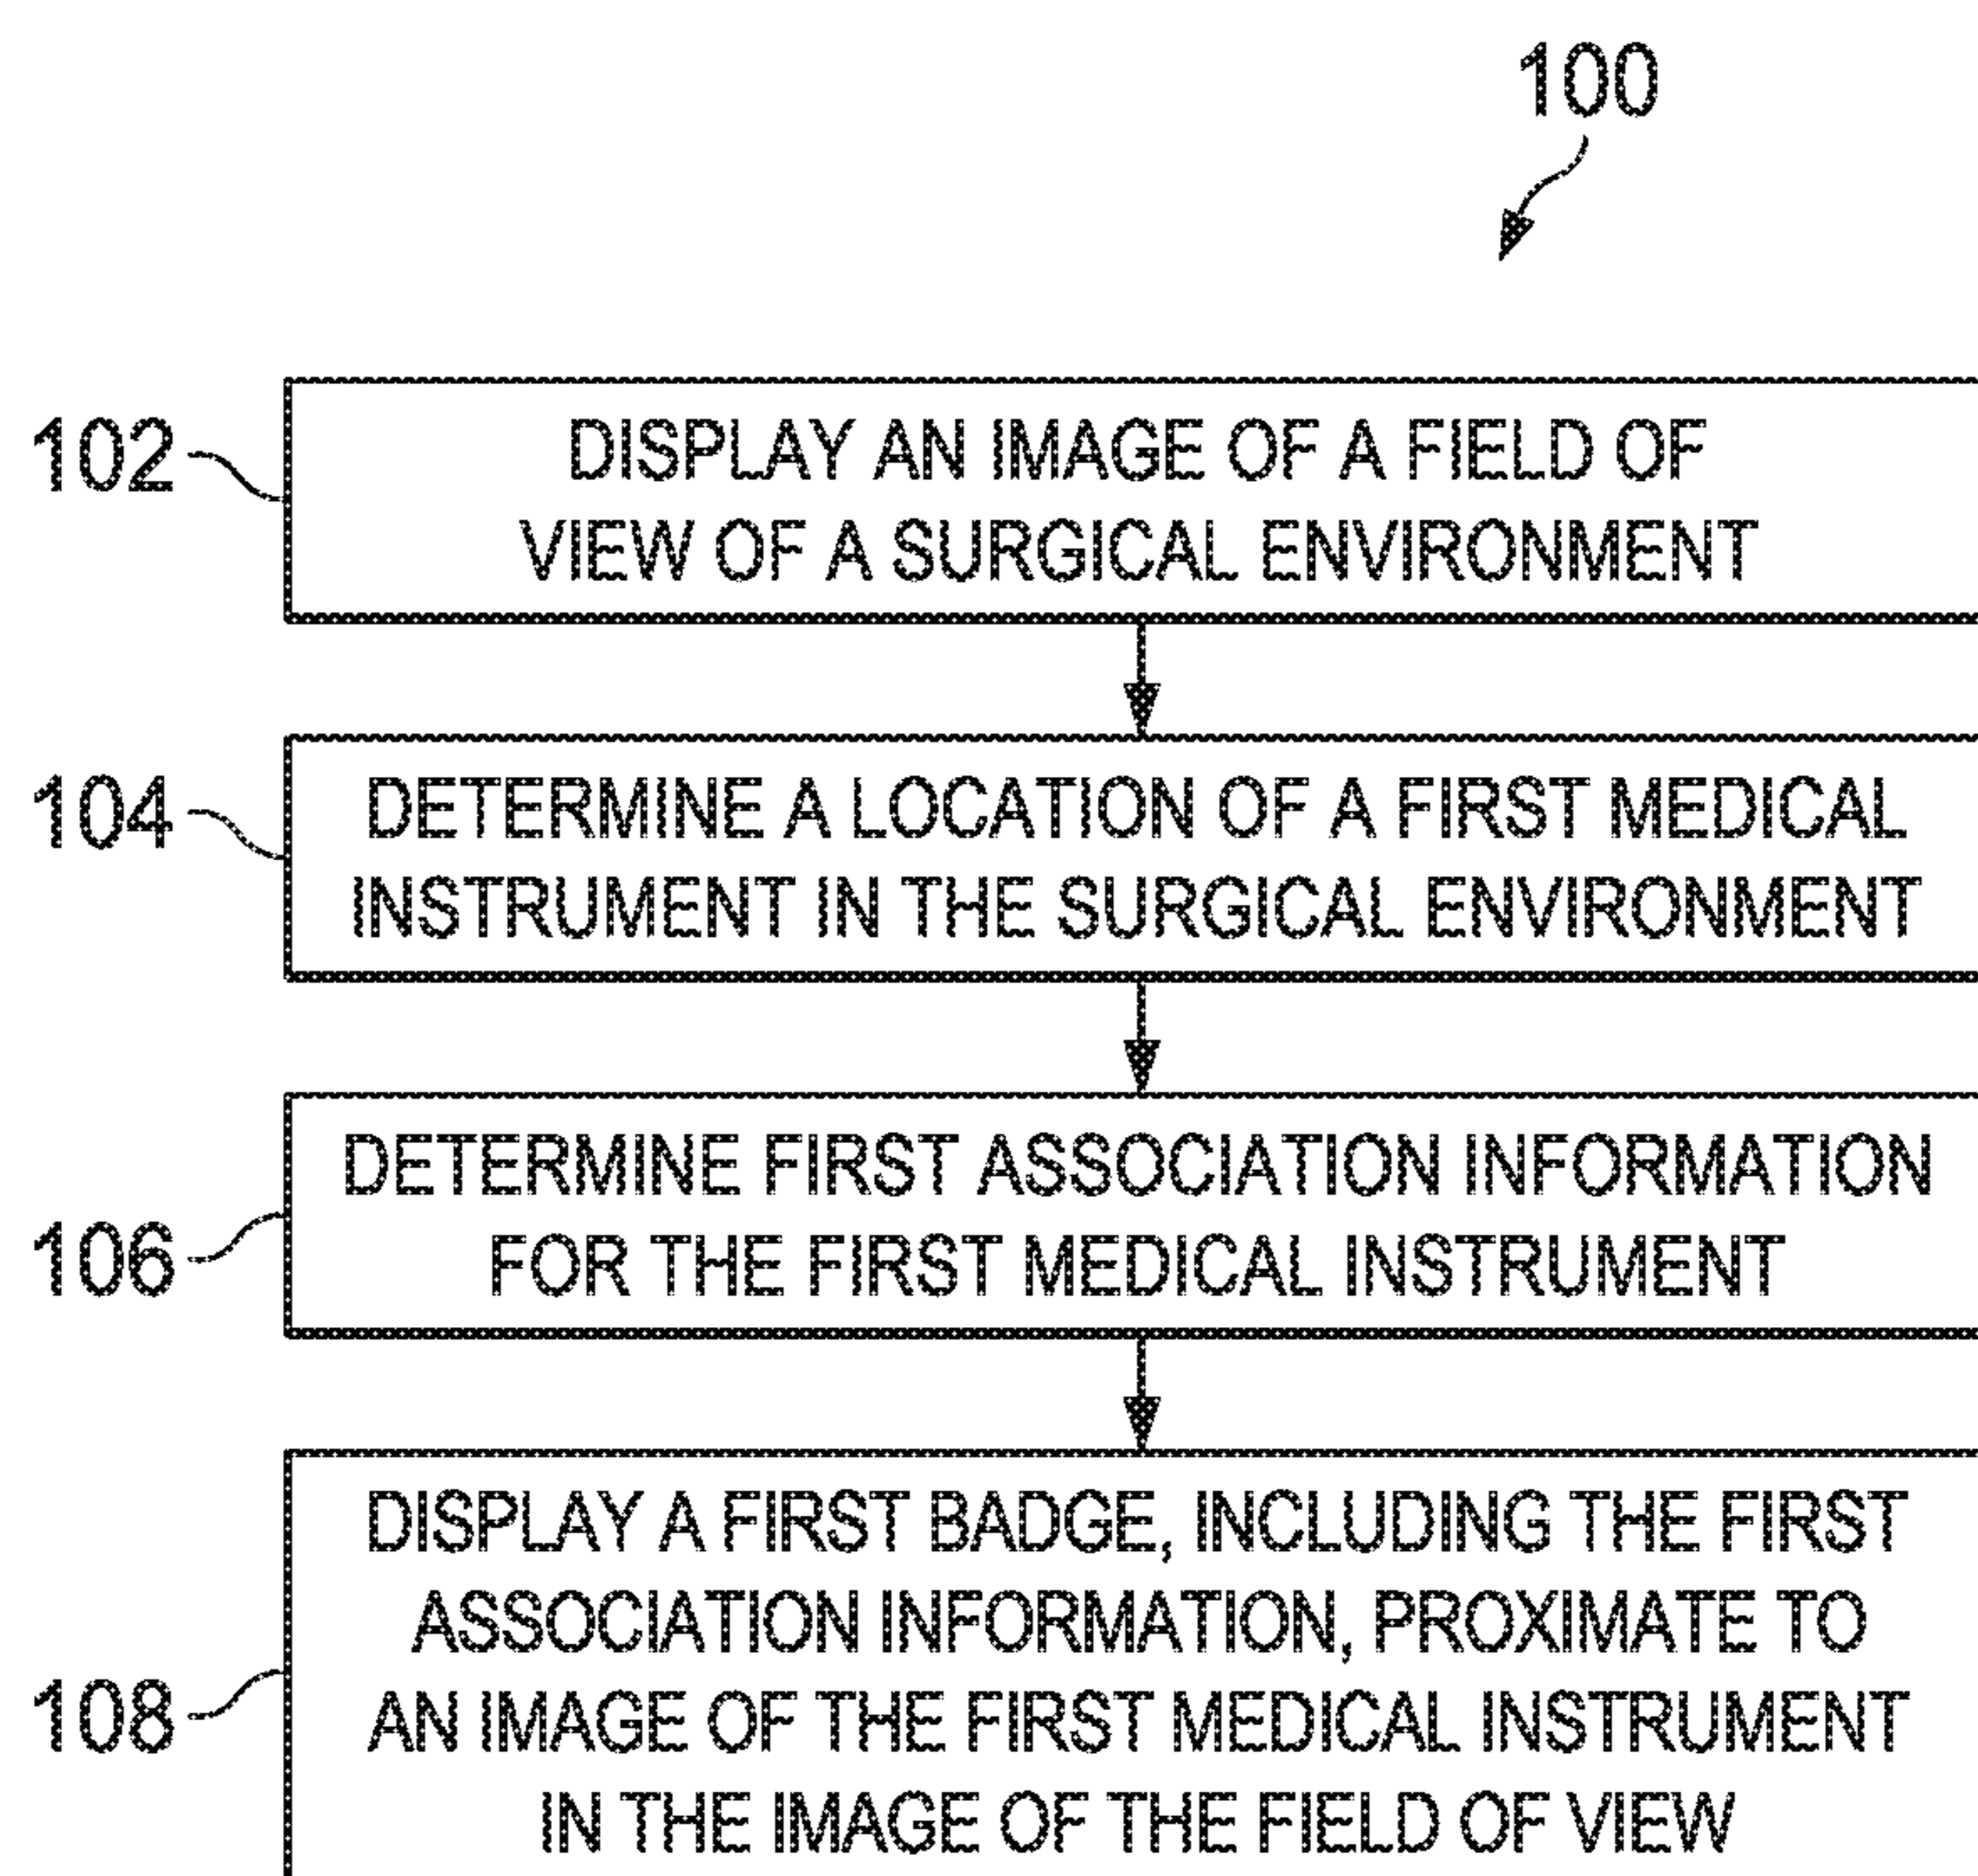 100
102
DISPLAY AN IMAGE OF A FIELD OF
VIEW OF A SURGICAL ENVIRONMENT
104
DETERMINE A LOCATION OF A FIRST MEDICAL
INSTRUMENT IN THE SURGICAL ENVIRONMENT
106
DETERMINE FIRST ASSOCIATION INFORMATION
FOR THE FIRST MEDICAL INSTRUMENT
108
DISPLAY A FIRST BADGE, INCLUDING THE FIRST
ASSOCIATION INFORMATION, PROXIMATE TO
AN IMAGE OF THE FIRST MEDICAL INSTRUMENT
IN THE IMAGE OF THE FIELD OF VIEW